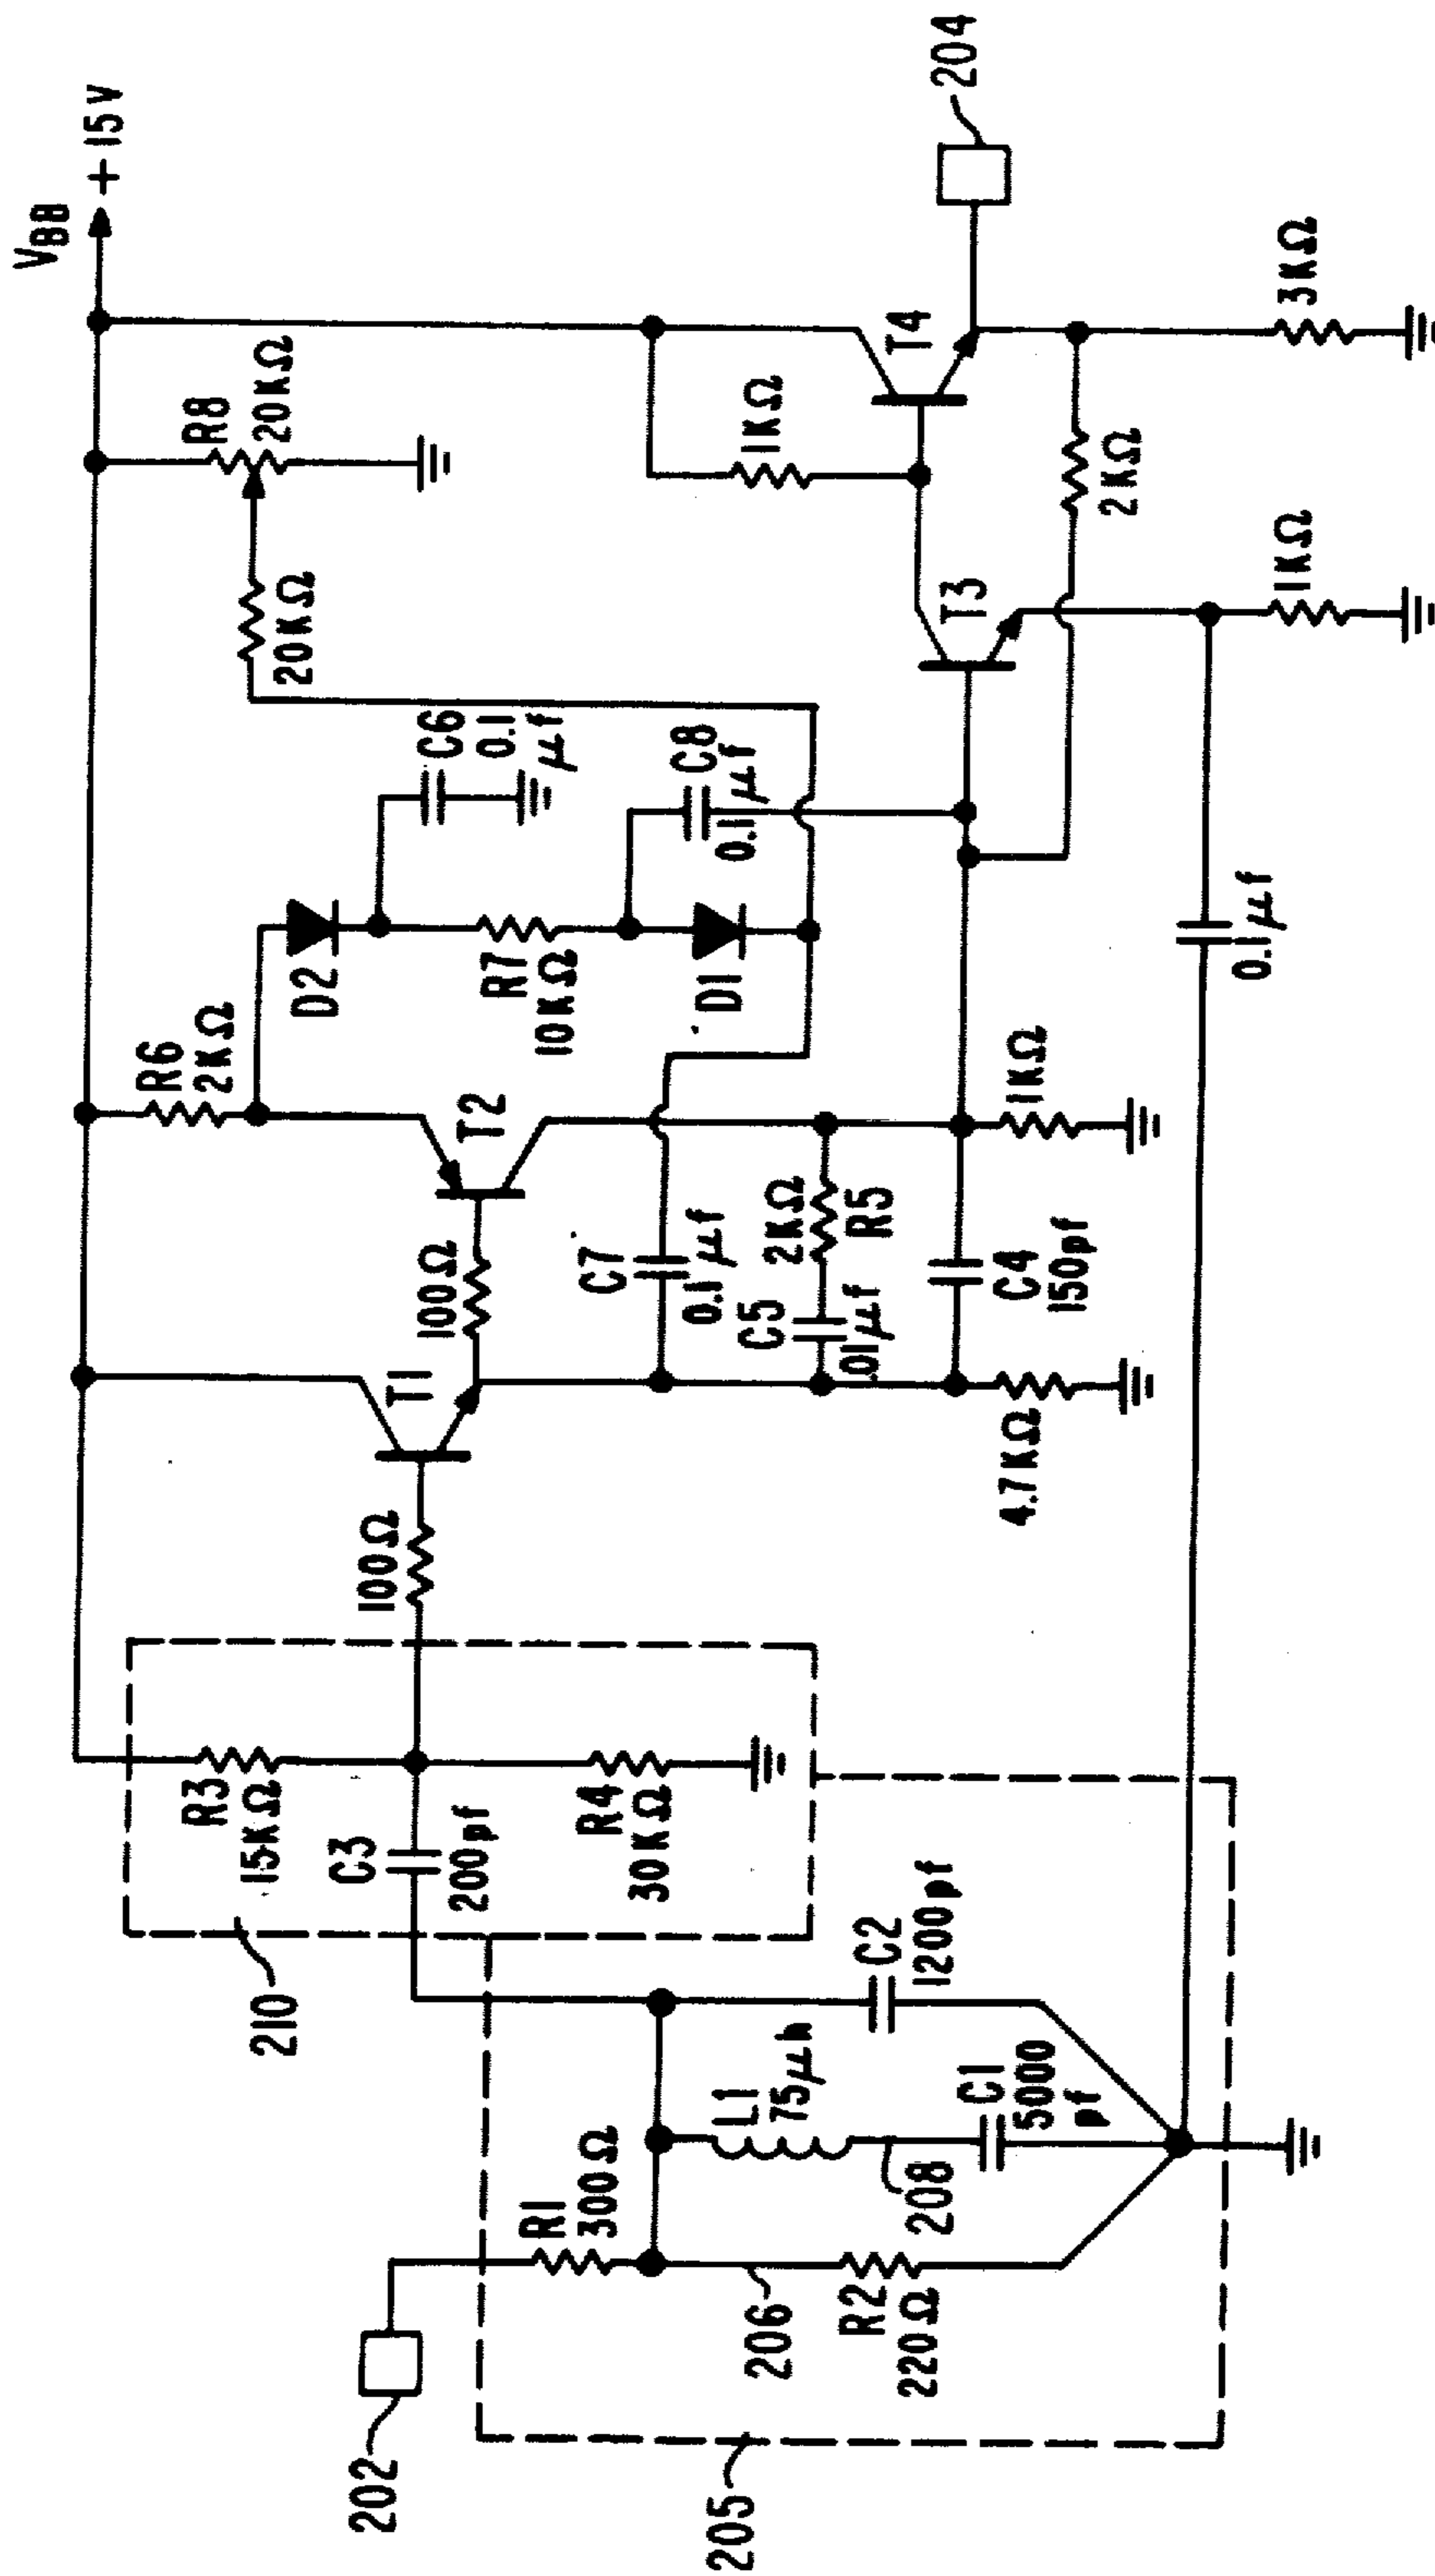 202
205
R1
300Ω
206
R2
220Ω
L1
75μh
208
C1
5000
pf
C2
1200pf
210
R3
15KΩ
C3
200pf
R4
30KΩ
100Ω
T1
4.7KΩ
100Ω
T2
R6
2KΩ
C7
0.1μf
C5
.01μf
2KΩ
R5
C4
150pf
1KΩ
D2
R7
10KΩ
D1
C6
0.1
μf
C8
0.1μf
20KΩ
R8
20KΩ
VBB
+15V
T3
1KΩ
0.1μf
1KΩ
T4
2KΩ
3KΩ
204